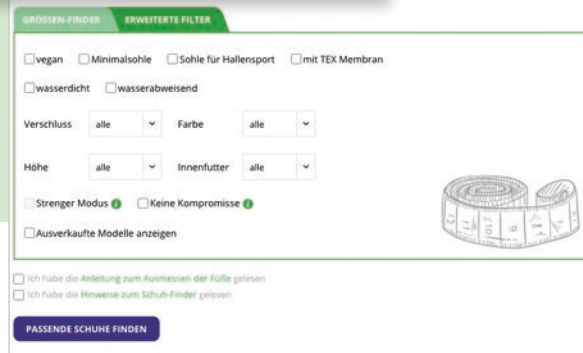 GRÖSSEN-FINDER ERWEITERTE FILTER
vegan Minimalsohle Sohle für Hallensport mit TEX Membran
wasserdicht wasserabweisend
Verschluss alle Farbe alle
Höhe alle Innenfutter alle
Strenger Modus i Keine Kompromisse i
Ausverkaufte Modelle anzeigen
Ich habe die Anleitung zum Ausmessen der Füße gelesen
Ich habe die Hinweise zum Schuh-Finder gelesen
PASSENDE SCHUHE FINDEN